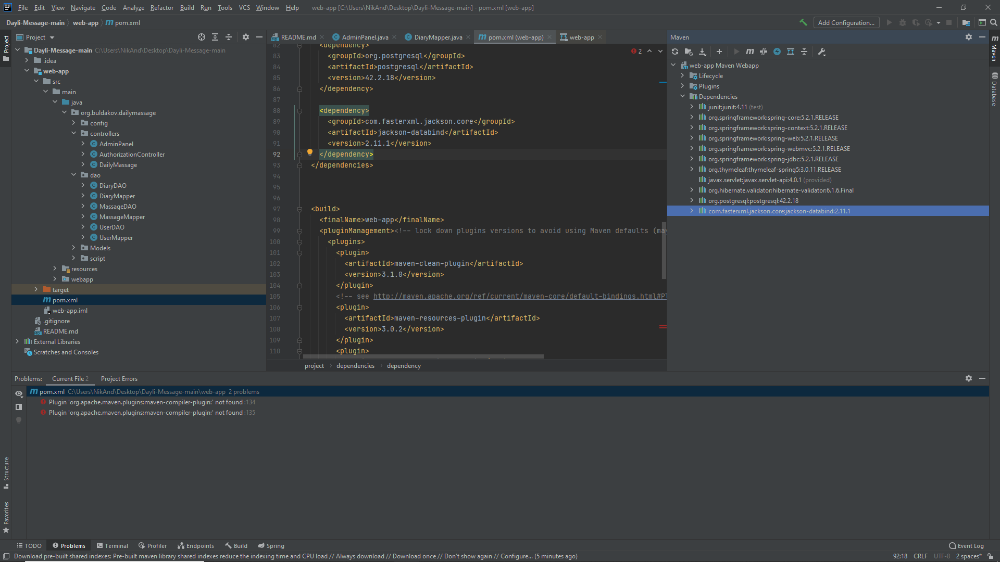 File Edit View Navigate Code Analyze Refactor Build Run Tools VCS Window Help web-app [C:\Users\NikAnd\Desktop\Dayli-Message-main] - pom.xml [web-app]
Dayli-Message-main web-app pom.xml Add Configuration...
Project
README.md AdminPanel.java DiaryMapper.java pom.xml (web-app) web-app
Maven
Project
Dayli-Message-main C:\Users\NikAnd\Desktop\Dayli-Message-main
.idea
web-app
src
main
java
org.buldakov.dailymassage
config
controllers
AdminPanel
AuthorizationController
DailyMassage
dao
DiaryDAO
DiaryMapper
MassageDAO
MassageMapper
UserDAO
UserMapper
Models
script
resources
webapp
target
pom.xml
web-app.iml
.gitignore
README.md
External Libraries
Scratches and Consoles
2
82 <dependency>
83 <groupId>org.postgresql</groupId>
84 <artifactId>postgresql</artifactId>
85 <version>42.2.18</version>
86 </dependency>
87
88 <dependency>
89 <groupId>com.fasterxml.jackson.core</groupId>
90 <artifactId>jackson-databind</artifactId>
91 <version>2.11.1</version>
92 </dependency>
93 </dependencies>
94
95
96
97 <build>
98 <finalName>web-app</finalName>
99 <pluginManagement><!-- lock down plugins versions to avoid using Maven defaults (may
100 <plugins>
101 <plugin>
102 <artifactId>maven-clean-plugin</artifactId>
103 <version>3.1.0</version>
104 </plugin>
105 <!-- see http://maven.apache.org/ref/current/maven-core/default-bindings.html#Pl
106 <plugin>
107 <artifactId>maven-resources-plugin</artifactId>
108 <version>3.0.2</version>
109 </plugin>
110 <plugin>
project dependencies dependency
web-app Maven Webapp
Lifecycle
Plugins
Dependencies
junit:junit:4.11 (test)
org.springframework:spring-core:5.2.1.RELEASE
org.springframework:spring-context:5.2.1.RELEASE
org.springframework:spring-web:5.2.1.RELEASE
org.springframework:spring-webmvc:5.2.1.RELEASE
org.springframework:spring-jdbc:5.2.1.RELEASE
org.thymeleaf:thymeleaf-spring5:3.0.11.RELEASE
javax.servlet:javax.servlet-api:4.0.1 (provided)
org.hibernate.validator:hibernate-validator:6.1.6.Final
org.postgresql:postgresql:42.2.18
com.fasterxml.jackson.core:jackson-databind:2.11.1
Maven
Database
Problems: Current File 2 Project Errors
pom.xml C:\Users\NikAnd\Desktop\Dayli-Message-main\web-app 2 problems
Plugin 'org.apache.maven.plugins:maven-compiler-plugin:' not found :134
Plugin 'org.apache.maven.plugins:maven-compiler-plugin:' not found :135
Structure
Favorites
TODO Problems Terminal Profiler Endpoints Build Spring Event Log
Download pre-built shared indexes: Pre-built maven library shared indexes reduce the indexing time and CPU load // Always download // Download once // Don't show again // Configure... (5 minutes ago) 92:18 CRLF UTF-8 2 spaces*